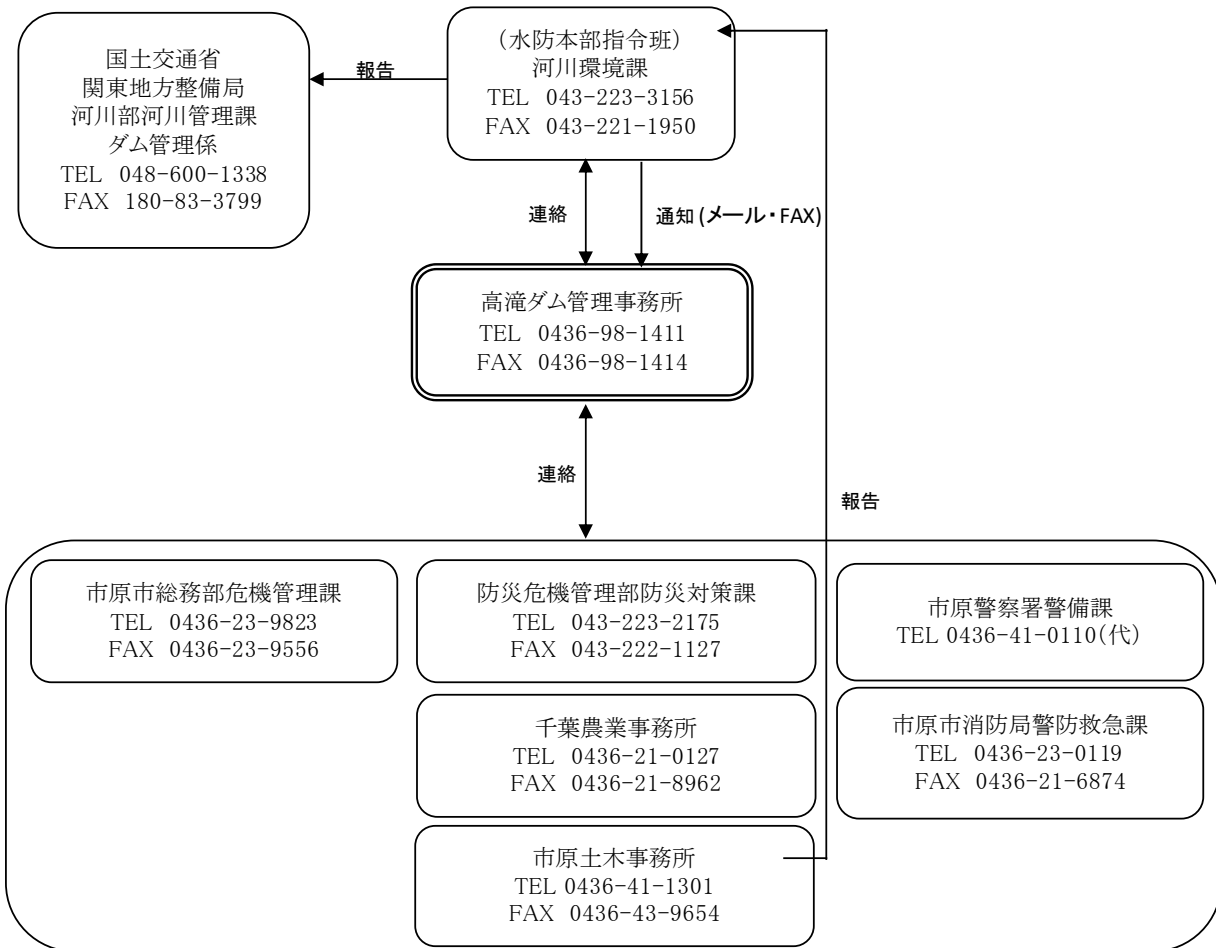 国土交通省
関東地方整備局
河川部河川管理課
ダム管理係
TEL 048-600-1338
FAX 180-83-3799
報告
(水防本部指令班)
河川環境課
TEL 043-223-3156
FAX 043-221-1950
連絡
通知(メール・FAX)
高滝ダム管理事務所
TEL 0436-98-1411
FAX 0436-98-1414
連絡
報告
市原市総務部危機管理課
TEL 0436-23-9823
FAX 0436-23-9556
防災危機管理部防災対策課
TEL 043-223-2175
FAX 043-222-1127
市原警察署警備課
TEL 0436-41-0110(代)
千葉農業事務所
TEL 0436-21-0127
FAX 0436-21-8962
市原市消防局警防救急課
TEL 0436-23-0119
FAX 0436-21-6874
市原土木事務所
TEL 0436-41-1301
FAX 0436-43-9654